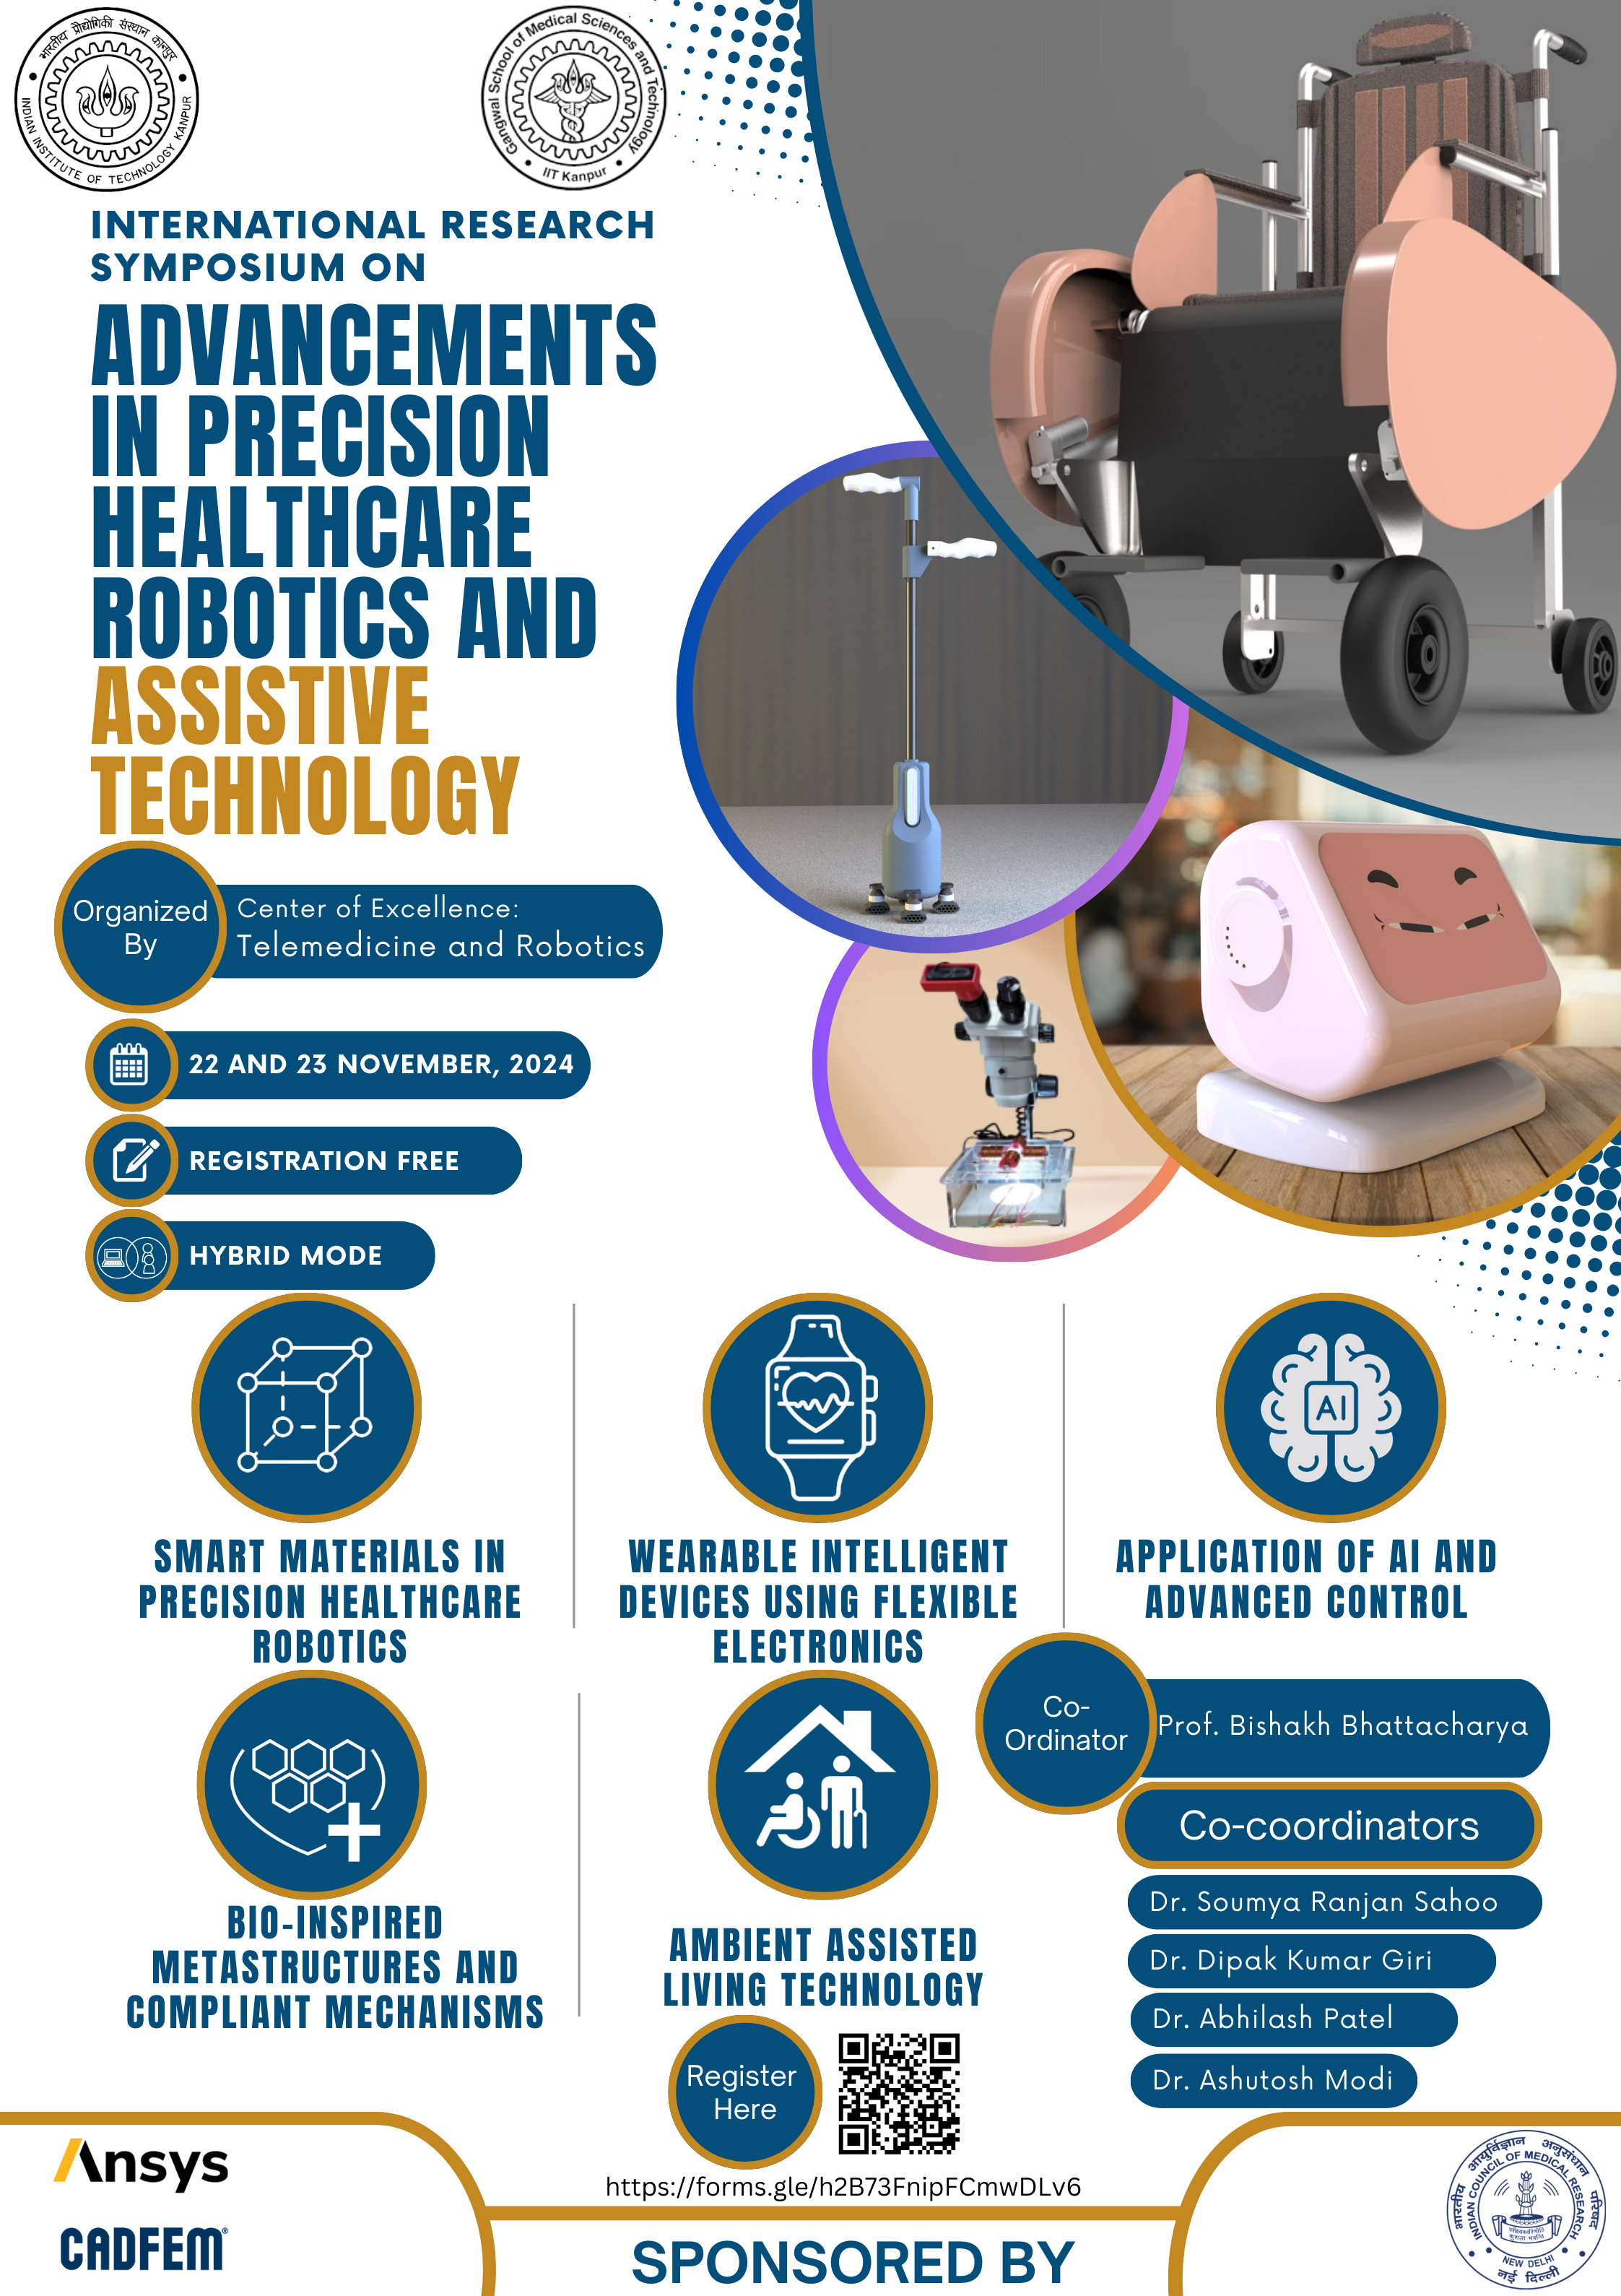 भारतीय प्रौद्योगिकी संस्थान कानपुर
INDIAN INSTITUTE OF TECHNOLOGY KANPUR
Gangwal School of Medical Sciences and Technology
IIT Kanpur
INTERNATIONAL RESEARCH
SYMPOSIUM ON
ADVANCEMENTS
IN PRECISION
HEALTHCARE
ROBOTICS AND
ASSISTIVE
TECHNOLOGY
Organized
By
Center of Excellence:
Telemedicine and Robotics
22 AND 23 NOVEMBER, 2024
REGISTRATION FREE
HYBRID MODE
SMART MATERIALS IN
PRECISION HEALTHCARE
ROBOTICS
WEARABLE INTELLIGENT
DEVICES USING FLEXIBLE
ELECTRONICS
AI
APPLICATION OF AI AND
ADVANCED CONTROL
BIO-INSPIRED
METASTRUCTURES AND
COMPLIANT MECHANISMS
AMBIENT ASSISTED
LIVING TECHNOLOGY
Co-
Ordinator
Prof. Bishakh Bhattacharya
Co-coordinators
Dr. Soumya Ranjan Sahoo
Dr. Dipak Kumar Giri
Dr. Abhilash Patel
Dr. Ashutosh Modi
Register
Here
https://forms.gle/h2B73FnipFCmwDLv6
Ansys
CADFEM®
SPONSORED BY
भारतीय आयुर्विज्ञान अनुसंधान परिषद
INDIAN COUNCIL OF MEDICAL RESEARCH
NEW DELHI
नई दिल्ली